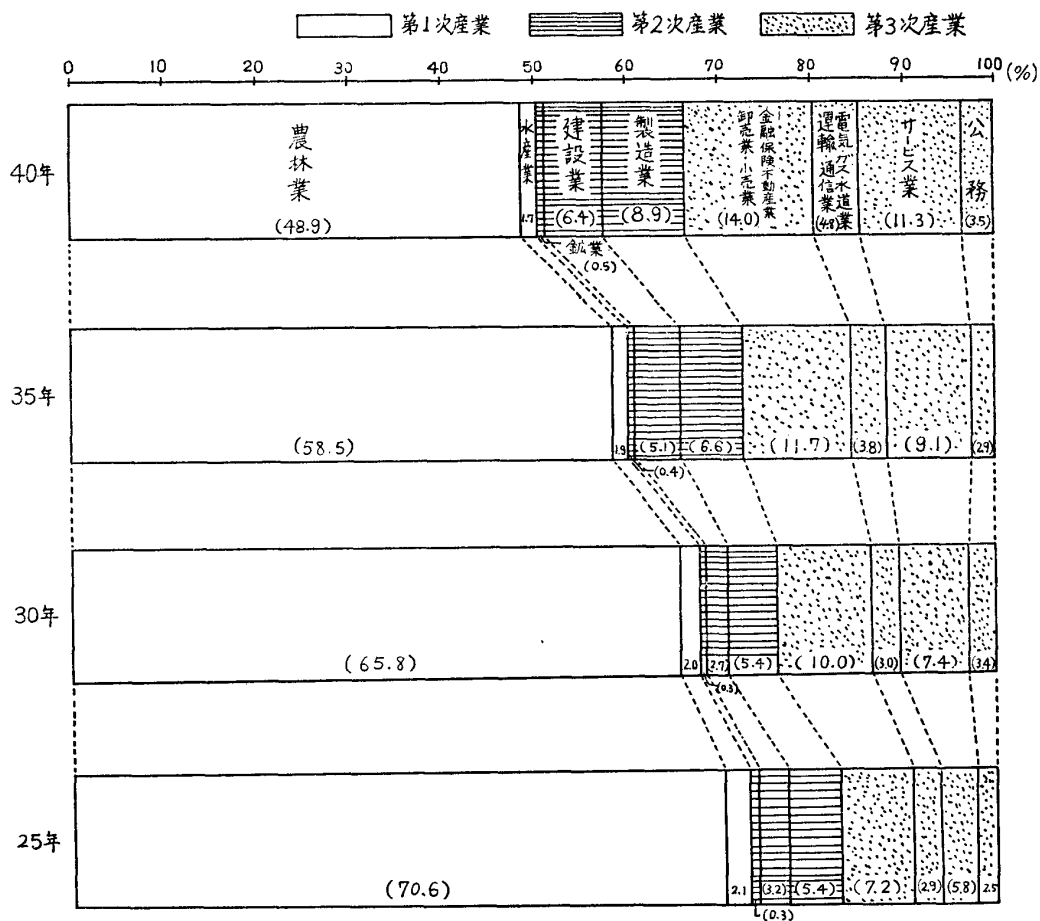 第1次産業 第2次産業 第3次産業
0 10 20 30 40 50 60 70 80 90 100 (%)
40年
農林業
(48.9)
水産業
1.7
建設業
(6.4)
製造業
(8.9)
金融保険不動産業
卸売業・小売業
(14.0)
電気ガス水道業
運輸・通信業
(4.8)
サービス業
(11.3)
公務
(3.5)
鉱業
(0.5)
35年
(58.5) 1.9 (5.1) (6.6) (11.7) (3.8) (9.1) (2.9)
(0.4)
30年
(65.8) 2.0 2.7 (5.4) (10.0) (3.0) (7.4) (3.4)
(0.3)
25年
(70.6) 2.1 (3.2) (5.4) (7.2) (2.9) (5.8) 2.5
(0.3)